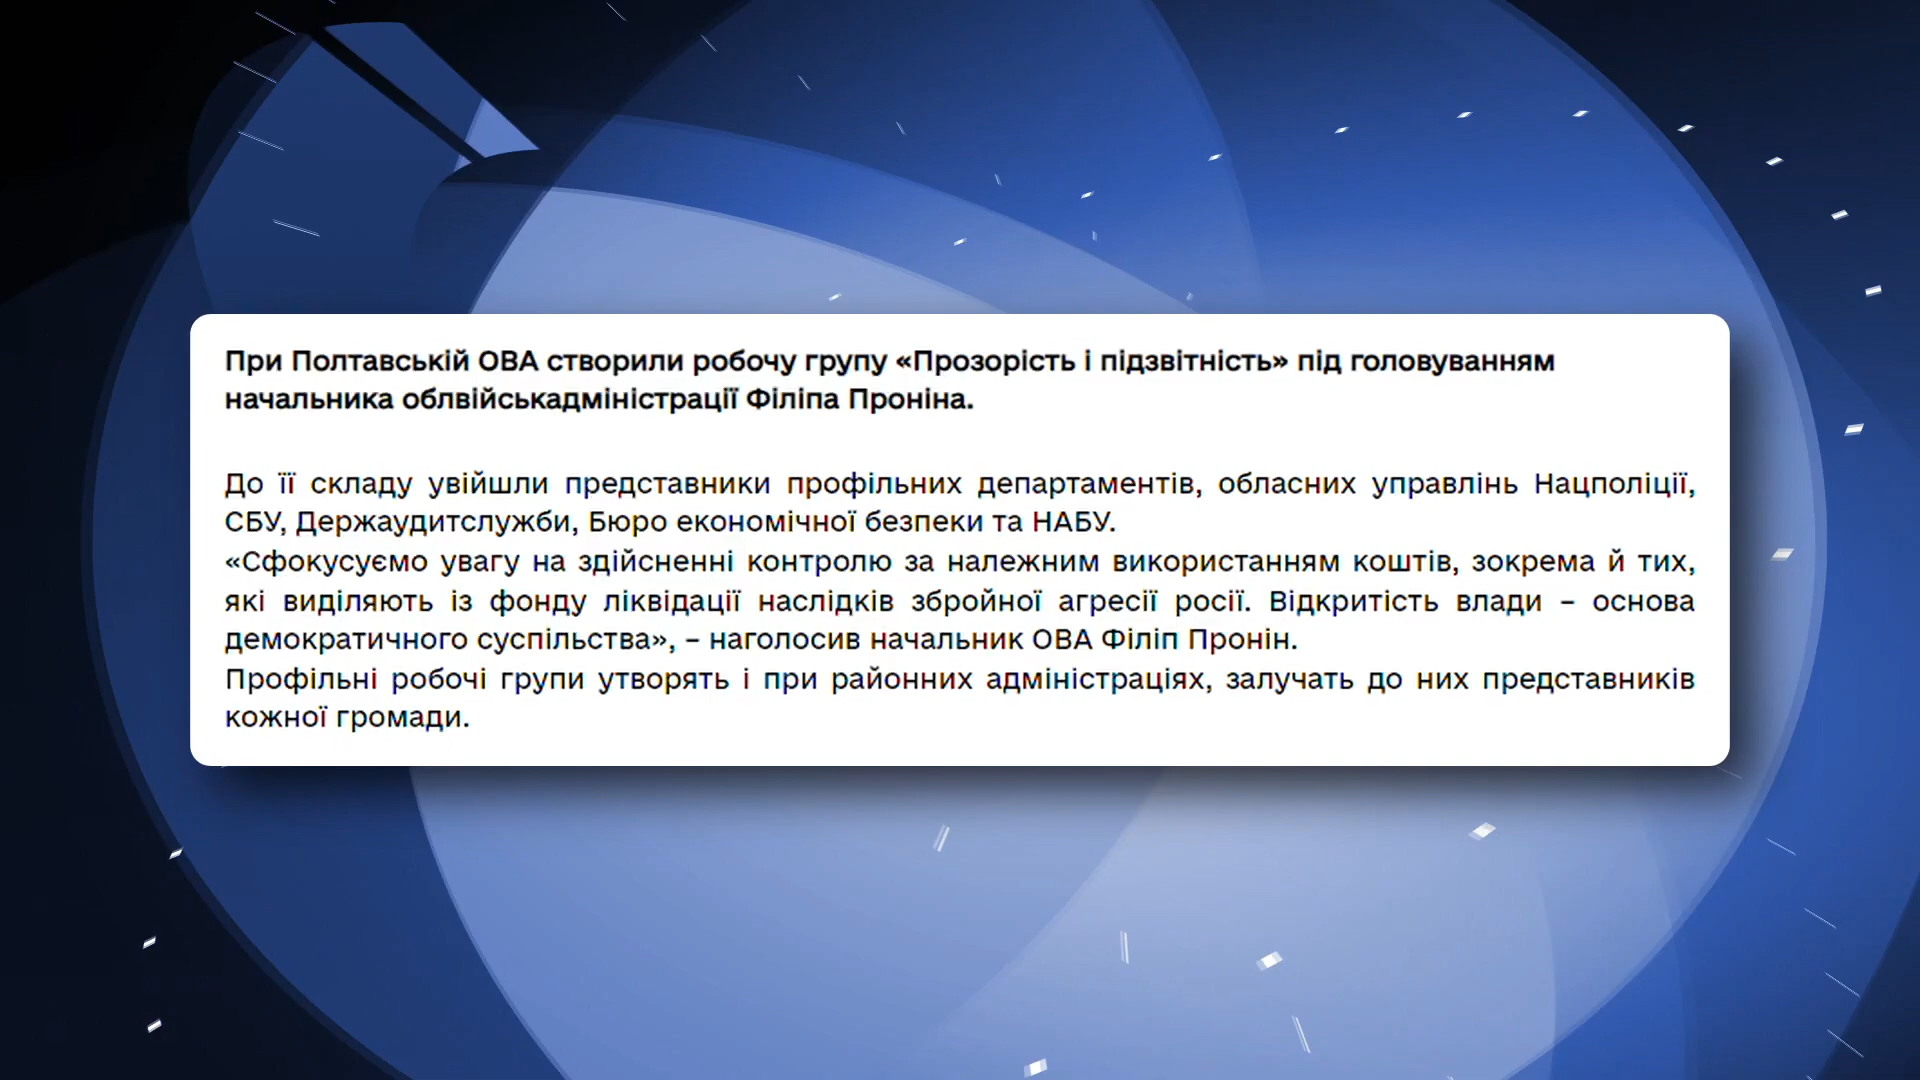 При Полтавській ОВА створили робочу групу «Прозорість і підзвітність» під головуванням
начальника облвійськадміністрації Філіпа Проніна.
До її складу увійшли представники профільних департаментів, обласних управлінь Нацполіції,
СБУ, Держаудитслужби, Бюро економічної безпеки та НАБУ.
«Сфокусуємо увагу на здійсненні контролю за належним використанням коштів, зокрема й тих,
які виділяють із фонду ліквідації наслідків збройної агресії росії. Відкритість влади – основа
демократичного суспільства», – наголосив начальник ОВА Філіп Пронін.
Профільні робочі групи утворять і при районних адміністраціях, залучать до них представників
кожної громади.